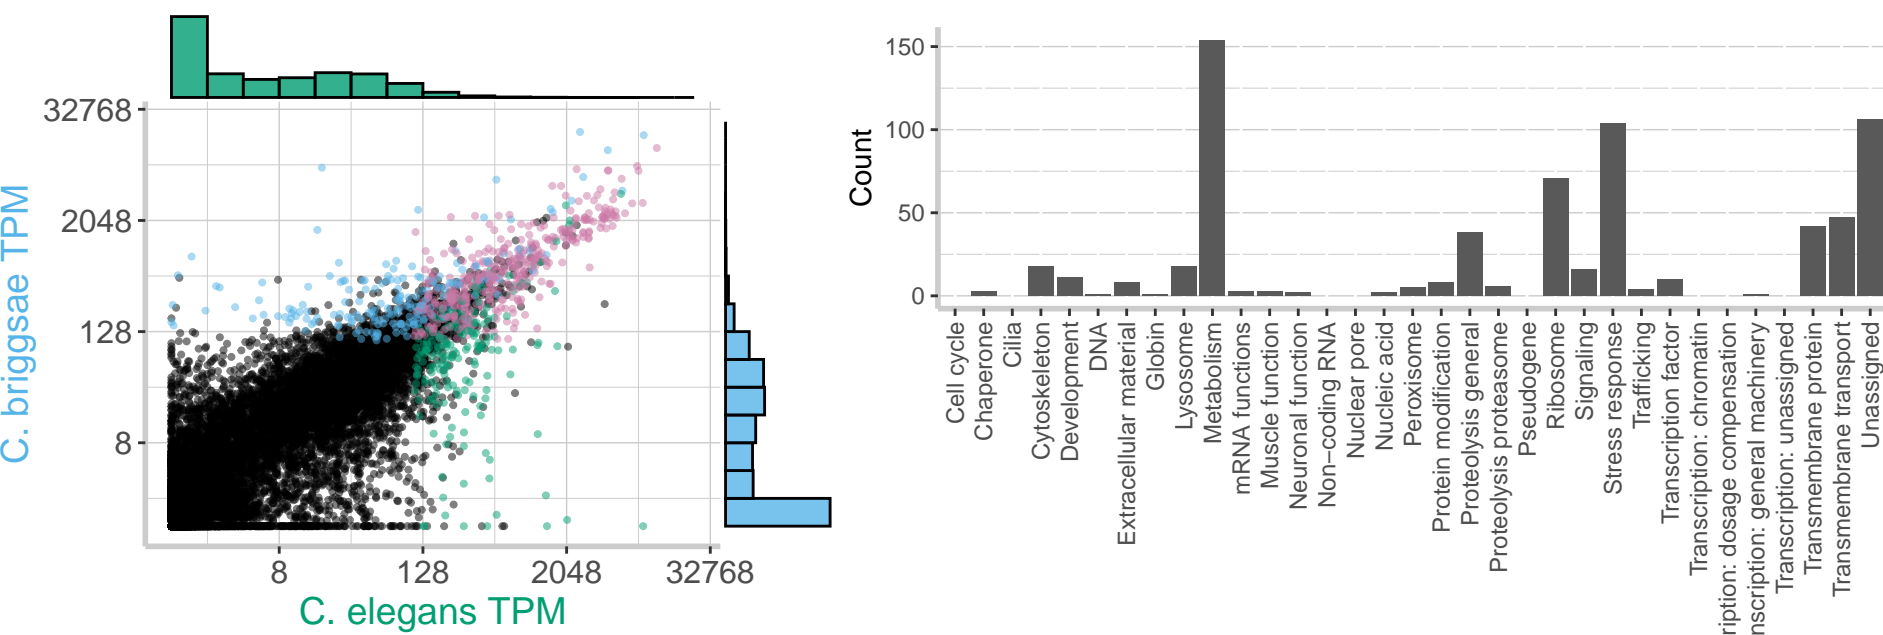 C. briggsae TPM
32768
2048
128
8
8
128
2048
32768
C. elegans TPM
Count
150
100
50
0
Cell cycle
Chaperone
Cilia
Cytoskeleton
Development
DNA
Extracellular material
Globin
Lysosome
Metabolism
mRNA functions
Muscle function
Neuronal function
Non−coding RNA
Nuclear pore
Nucleic acid
Peroxisome
Protein modification
Proteolysis general
Proteolysis proteasome
Pseudogene
Ribosome
Signaling
Stress response
Trafficking
Transcription factor
Transcription: chromatin
ription: dosage compensation
nscription: general machinery
Transcription: unassigned
Transmembrane protein
Transmembrane transport
Unassigned